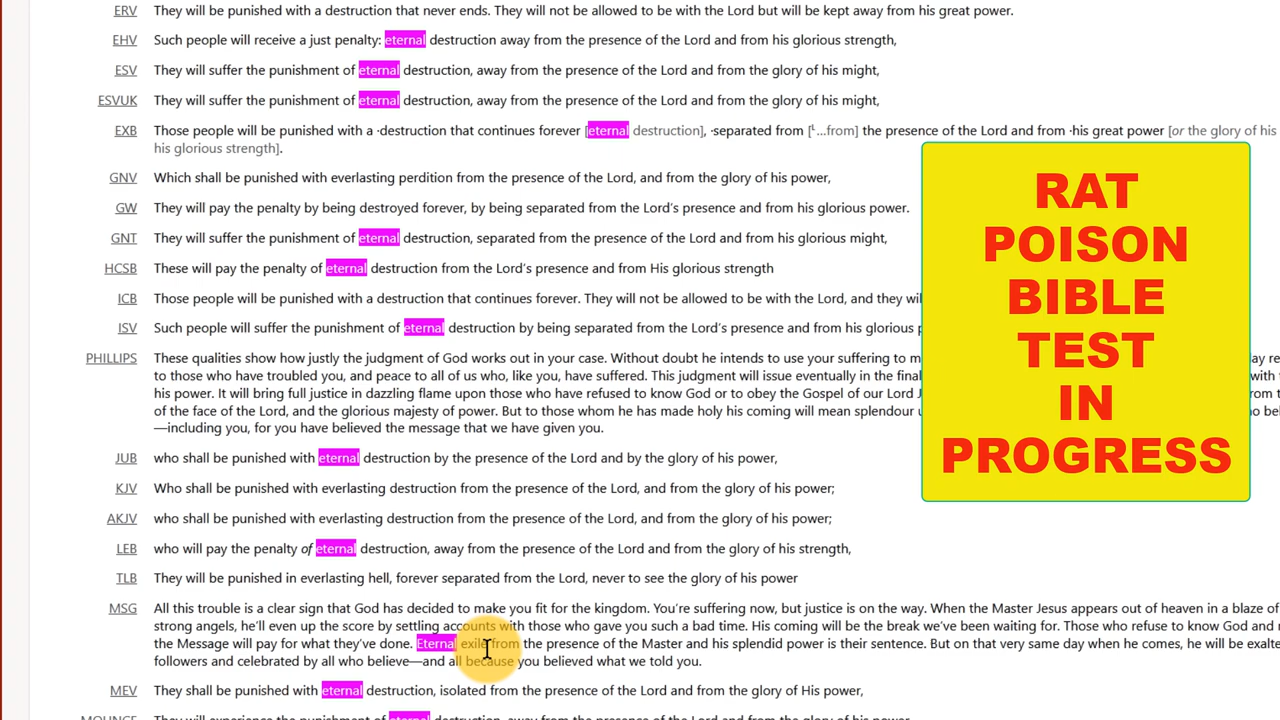 ERV They will be punished with a destruction that never ends. They will not be allowed to be with the Lord but will be kept away from his great power.
EHV Such people will receive a just penalty: eternal destruction away from the presence of the Lord and from his glorious strength,
ESV They will suffer the punishment of eternal destruction, away from the presence of the Lord and from the glory of his might,
ESVUK They will suffer the punishment of eternal destruction, away from the presence of the Lord and from the glory of his might,
EXB Those people will be punished with a ·destruction that continues forever [eternal destruction], ·separated from [ᴸ…from] the presence of the Lord and from ·his great power [or the glory of his
his glorious strength].
GNV Which shall be punished with everlasting perdition from the presence of the Lord, and from the glory of his power,
GW They will pay the penalty by being destroyed forever, by being separated from the Lord’s presence and from his glorious power.
GNT They will suffer the punishment of eternal destruction, separated from the presence of the Lord and from his glorious might,
HCSB These will pay the penalty of eternal destruction from the Lord’s presence and from His glorious strength
ICB Those people will be punished with a destruction that continues forever. They will not be allowed to be with the Lord, and they
ISV Such people will suffer the punishment of eternal destruction by being separated from the Lord’s presence and from his glorious
PHILLIPS These qualities show how justly the judgment of God works out in your case. Without doubt he intends to use your suffering to
to those who have troubled you, and peace to all of us who, like you, have suffered. This judgment will issue eventually in the final with
his power. It will bring full justice in dazzling flame upon those who have refused to know God or to obey the Gospel of our Lord
of the face of the Lord, and the glorious majesty of power. But to those whom he has made holy his coming will mean splendour
—including you, for you have believed the message that we have given you.
JUB who shall be punished with eternal destruction by the presence of the Lord and by the glory of his power,
KJV Who shall be punished with everlasting destruction from the presence of the Lord, and from the glory of his power;
AKJV who shall be punished with everlasting destruction from the presence of the Lord, and from the glory of his power;
LEB who will pay the penalty of eternal destruction, away from the presence of the Lord and from the glory of his strength,
TLB They will be punished in everlasting hell, forever separated from the Lord, never to see the glory of his power
MSG All this trouble is a clear sign that God has decided to make you fit for the kingdom. You’re suffering now, but justice is on the way. When the Master Jesus appears out of heaven in a blaze of
strong angels, he’ll even up the score by settling accounts with those who gave you such a bad time. His coming will be the break we’ve been waiting for. Those who refuse to know God and
the Message will pay for what they’ve done. Eternal exile from the presence of the Master and his splendid power is their sentence. But on that very same day when he comes, he will be
followers and celebrated by all who believe—and all because you believed what we told you.
MEV They shall be punished with eternal destruction, isolated from the presence of the Lord and from the glory of His power,
MOUNCE They will experience the punishment of eternal destruction, away from the presence of the Lord and from the glory of his power
RAT
POISON
BIBLE
TEST
IN
PROGRESS